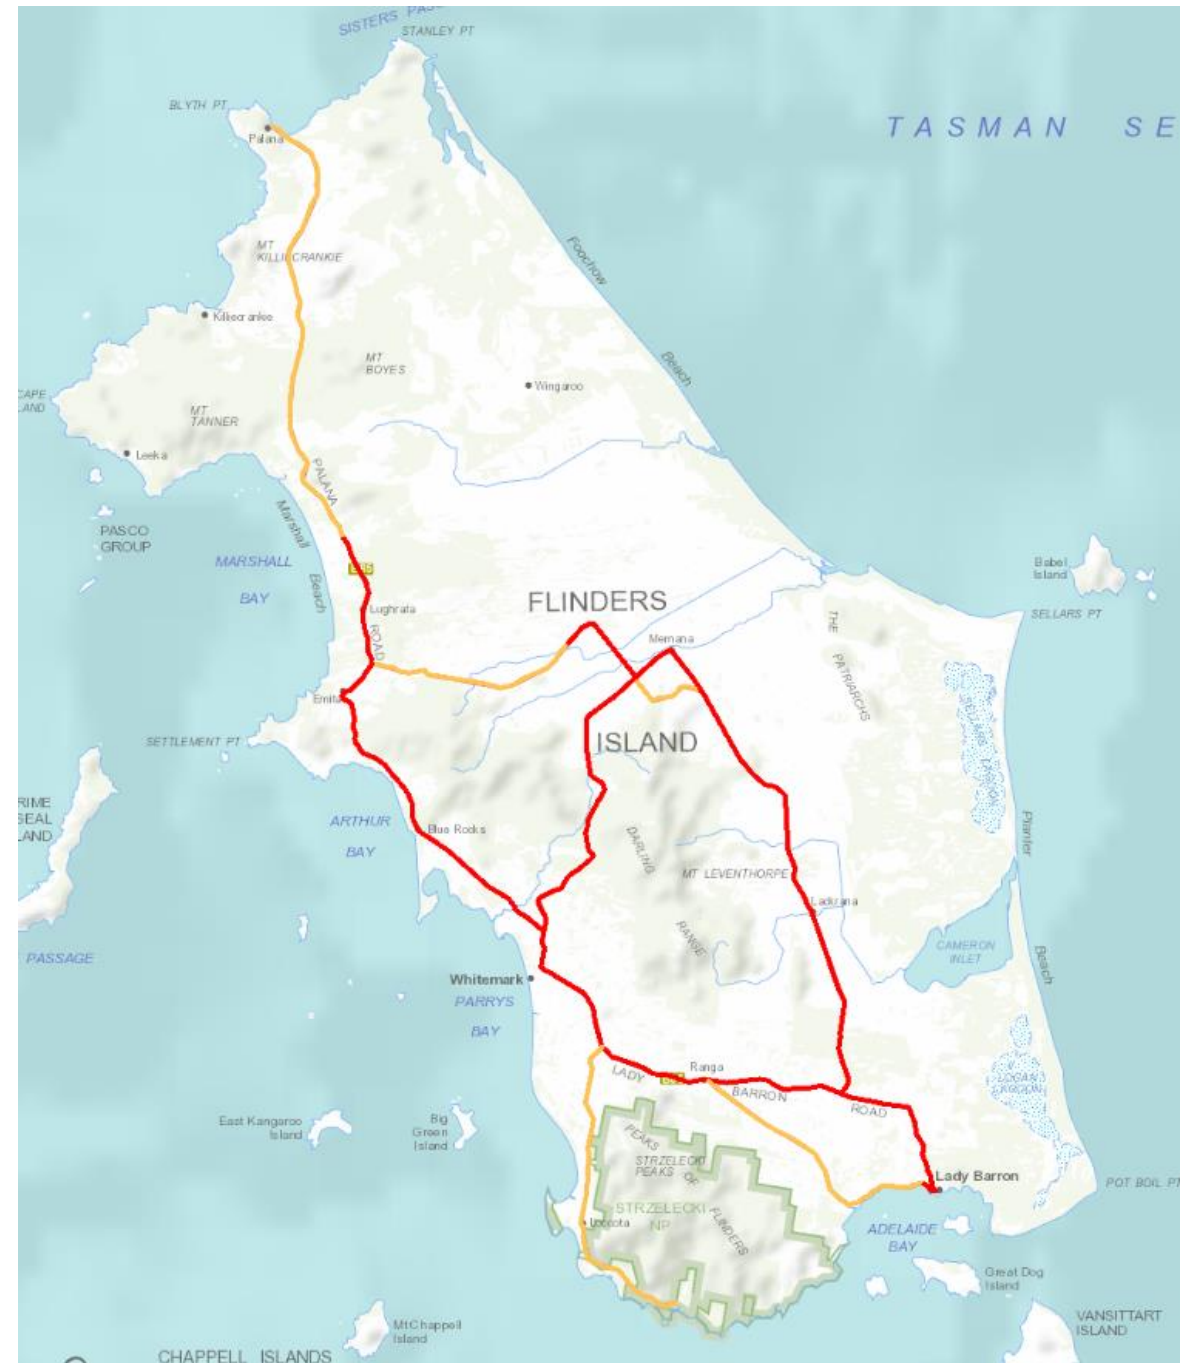 SISTERS
STANLEY PT
BLYTH PT
Palana
TASMAN SE
MT
KILLIECRANKIE
Foochow
Killiecrankie
MT
BOYES
Beach
Wingaroo
CAPE
LAND
MT
TANNER
Leeka
PALANA
Marshall
PASCO
GROUP
MARSHALL
BAY
Beach
Babel
Island
FLINDERS
Lughrata
ROAD
SELLARS PT
Memana
THE
PATRIARCHS
Emita
SETTLEMENT PT
ISLAND
RIME
SEAL
LAND
ARTHUR
BAY
Blue Rocks
DARLING
Planter
MT LEVENTHORPE
Lackrana
RANGE
CAMERON
INLET
PASSAGE
Beach
Whitemark
PARRYS
BAY
LADY
Ranga
BARRON
ROAD
LOGAN
LAGOON
East Kangaroo
Island
Big
Green
Island
PEAKS
STRZELECKI
PEAKS
OF
Lady Barron
POT BOIL PT
STRZELECKI
NP
FLINDERS
Loccota
ADELAIDE
BAY
Great Dog
Island
Mt Chappell
Island
VANSITTART
ISLAND
CHAPPELL ISLANDS